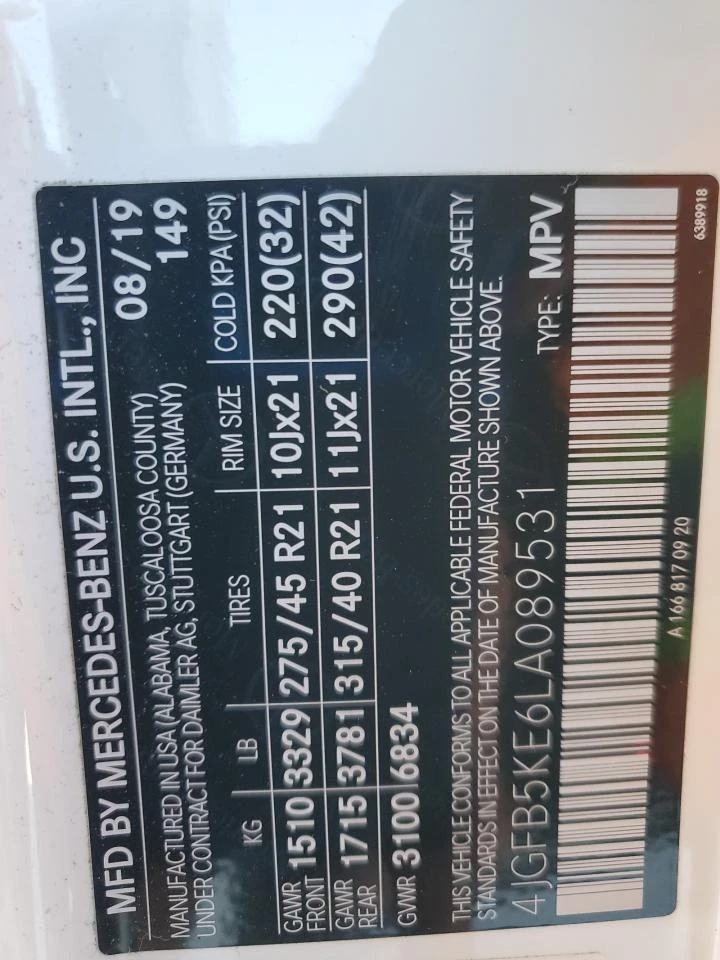 MFD BY MERCEDES-BENZ U.S. INTL., INC
MANUFACTURED IN USA (ALABAMA, TUSCALOOSA COUNTY) 08/19
UNDER CONTRACT FOR DAIMLER AG, STUTTGART (GERMANY) 149
KG LB TIRES RIM SIZE COLD KPA (PSI)
GAWR FRONT 1510 3329 275/45 R21 10Jx21 220(32)
GAWR REAR 1715 3781 315/40 R21 11Jx21 290(42)
GVWR 3100 6834
THIS VEHICLE CONFORMS TO ALL APPLICABLE FEDERAL MOTOR VEHICLE SAFETY
STANDARDS IN EFFECT ON THE DATE OF MANUFACTURE SHOWN ABOVE.
4JGFB5KE6LA089531 TYPE: MPV
A 166 817 09 20 6389918